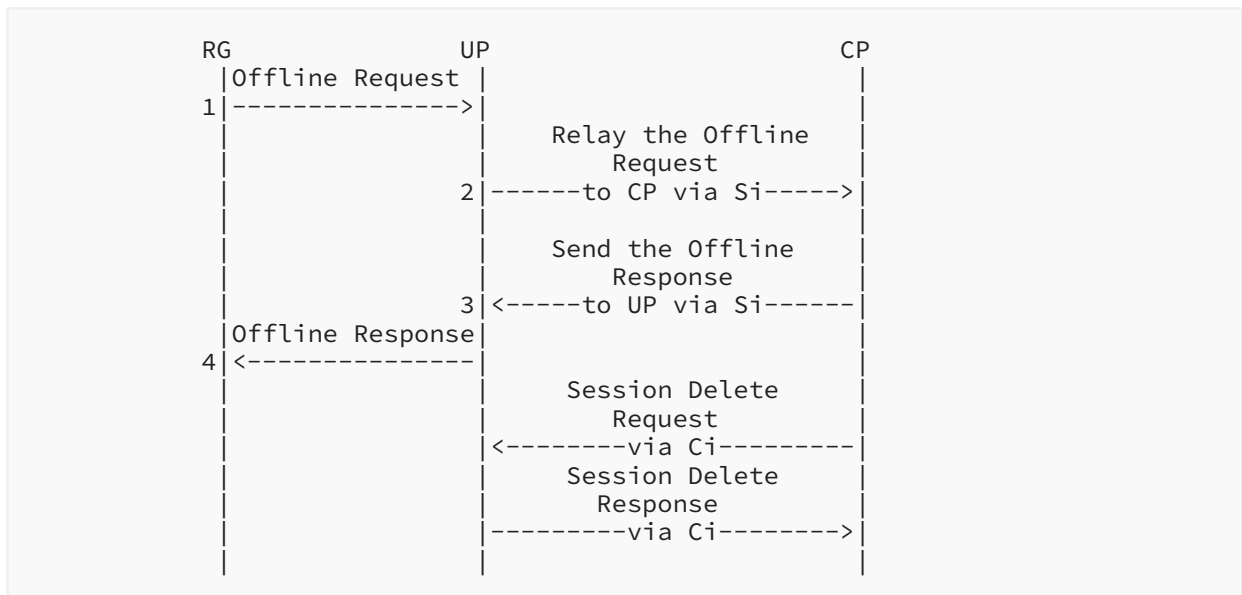 RG UP CP
|Offline Request | |
1|--------------->| |
| | Relay the Offline |
| | Request |
| 2|------to CP via Si----->|
| | |
| | Send the Offline |
| | Response |
| 3|<-----to UP via Si------|
|Offline Response| |
4|<---------------| |
| | Session Delete |
| | Request |
| |<--------via Ci---------|
| | Session Delete |
| | Response |
| |---------via Ci-------->|
| | |